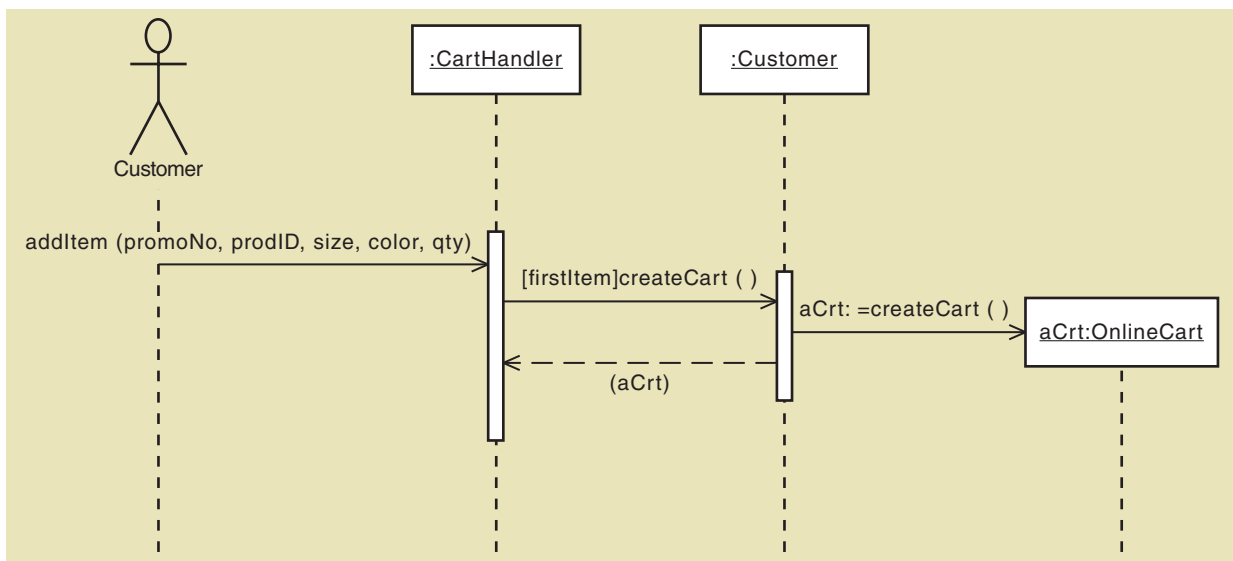 :CartHandler
:Customer
Customer
addItem (promoNo, prodID, size, color, qty)
[firstItem]createCart ( )
aCrt: =createCart ( )
aCrt:OnlineCart
(aCrt)